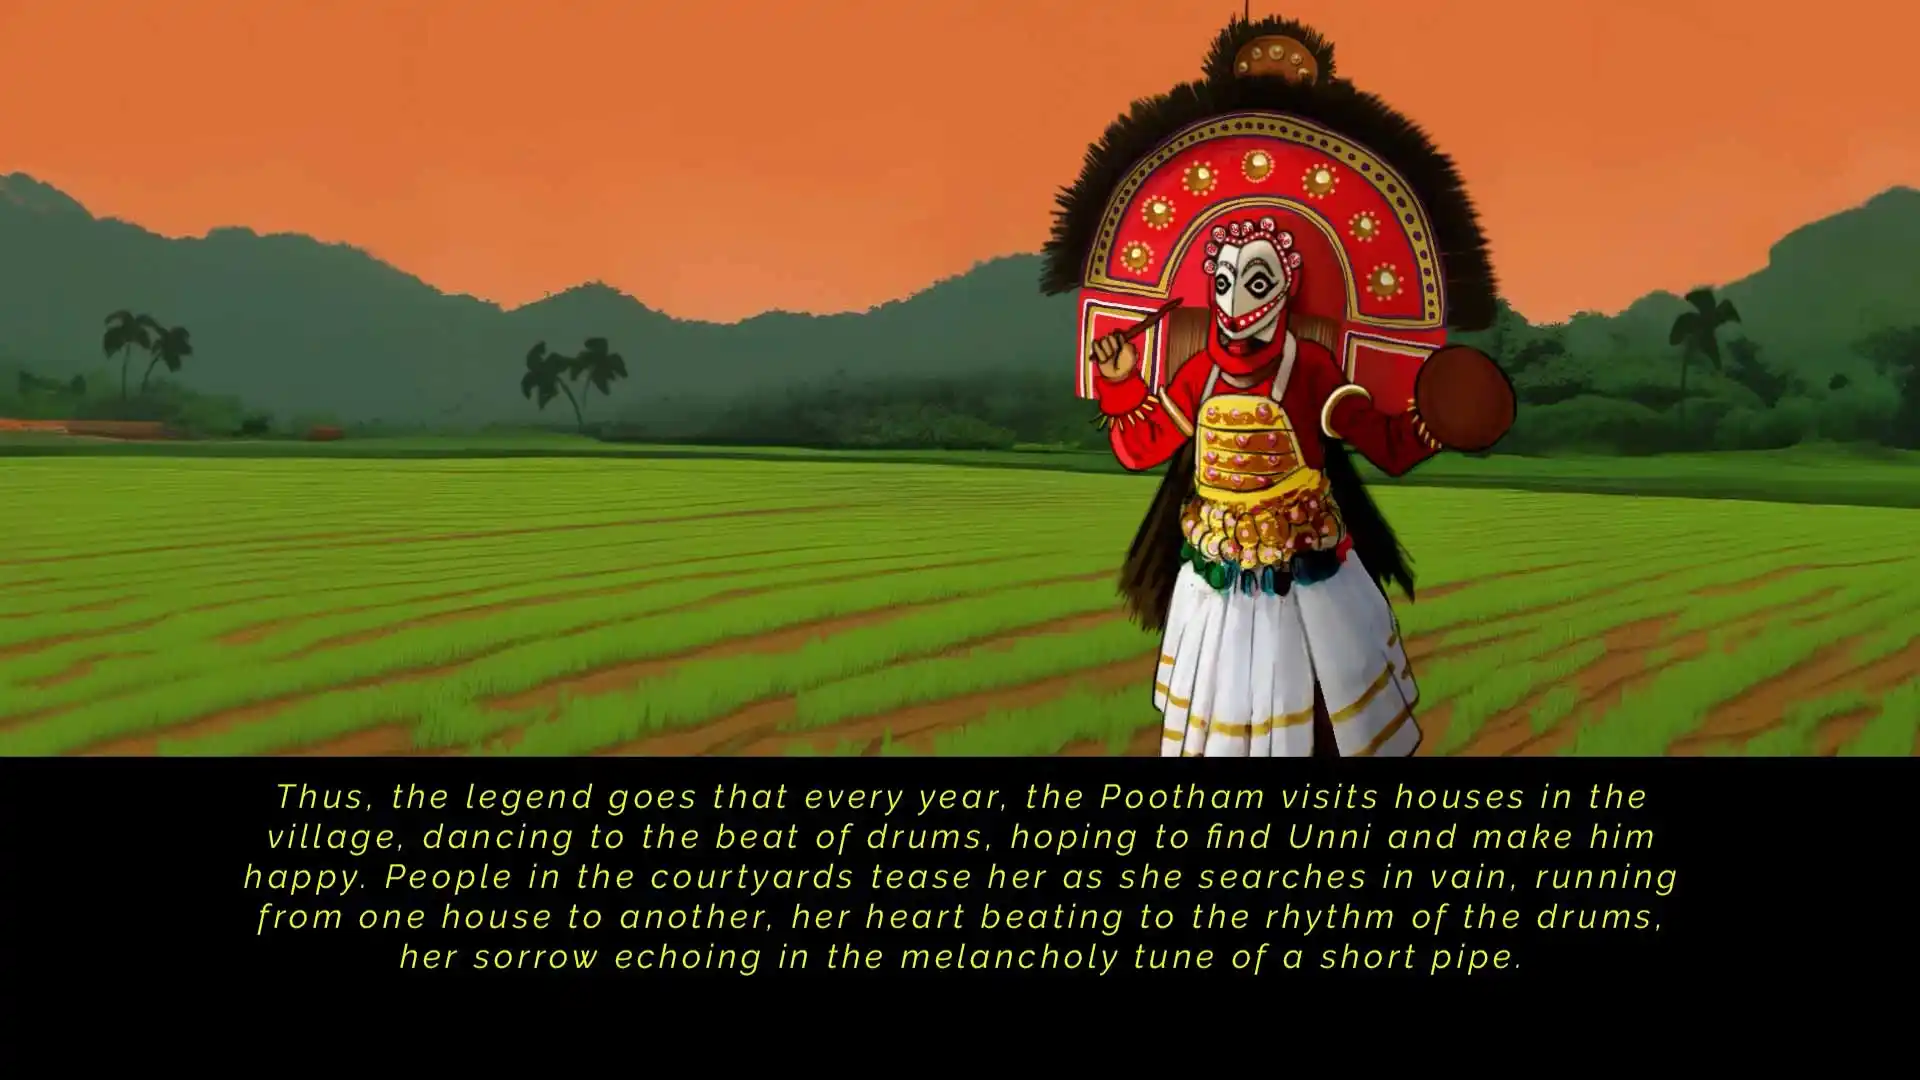 Thus, the legend goes that every year, the Pootham visits houses in the
village, dancing to the beat of drums, hoping to find Unni and make him
happy. People in the courtyards tease her as she searches in vain, running
from one house to another, her heart beating to the rhythm of the drums,
her sorrow echoing in the melancholy tune of a short pipe.